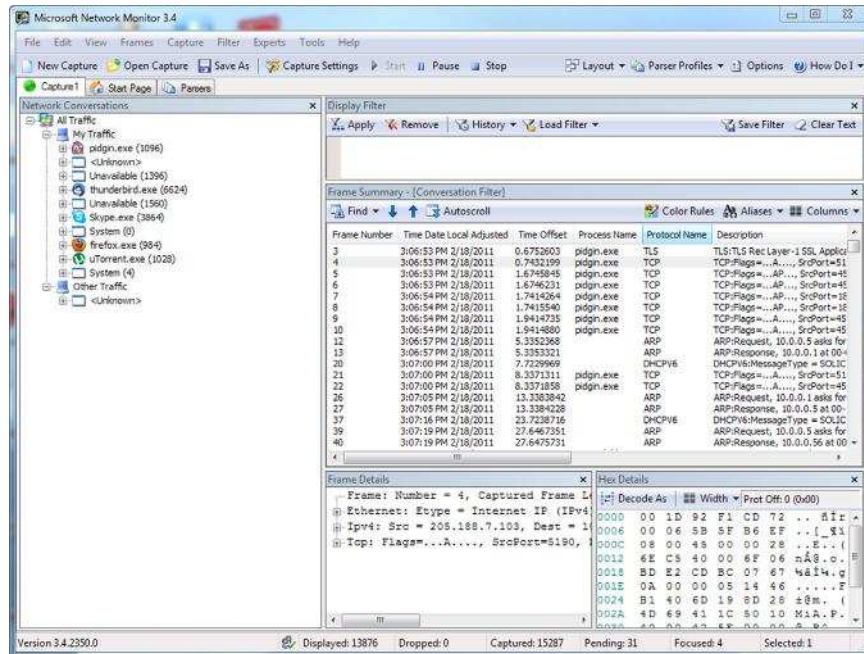 Microsoft Network Monitor 3.4
File Edit View Frames Capture Filter Experts Tools Help
New Capture Open Capture Save As Capture Settings Start Pause Stop Layout Parser Profiles Options How Do I
Capture1 Start Page Parsers
Network Conversations
All Traffic
My Traffic
pidgin.exe (1096)
<Unknown>
Unavailable (1396)
thunderbird.exe (6624)
Unavailable (1560)
Skype.exe (3864)
System (0)
firefox.exe (984)
uTorrent.exe (1028)
System (4)
Other Traffic
<Unknown>
Display Filter
Apply Remove History Load Filter Save Filter Clear Text
Frame Summary - [Conversation Filter]
Find Autoscroll Color Rules Aliases Columns
Frame Number Time Date Local Adjusted Time Offset Process Name Protocol Name Description
3 3:06:53 PM 2/18/2011 0.6752603 pidgin.exe TLS TLS:TLS Rec Layer-1 SSL Applica
4 3:06:53 PM 2/18/2011 0.7432199 pidgin.exe TCP TCP:Flags=...A...., SrcPort=51
5 3:06:53 PM 2/18/2011 1.6745845 pidgin.exe TCP TCP:Flags=...AP..., SrcPort=45
6 3:06:53 PM 2/18/2011 1.6746231 pidgin.exe TCP TCP:Flags=...AP..., SrcPort=45
7 3:06:54 PM 2/18/2011 1.7414264 pidgin.exe TCP TCP:Flags=...AP..., SrcPort=18
8 3:06:54 PM 2/18/2011 1.7415540 pidgin.exe TCP TCP:Flags=...AP..., SrcPort=18
9 3:06:54 PM 2/18/2011 1.9414735 pidgin.exe TCP TCP:Flags=...A...., SrcPort=45
10 3:06:54 PM 2/18/2011 1.9414880 pidgin.exe TCP TCP:Flags=...A...., SrcPort=45
12 3:06:57 PM 2/18/2011 5.3352368 ARP ARP:Request, 10.0.0.5 asks for
13 3:06:57 PM 2/18/2011 5.3353321 ARP ARP:Response, 10.0.0.1 at 00-
20 3:07:00 PM 2/18/2011 7.7229969 DHCPV6 DHCPV6:MessageType = SOLIC
21 3:07:00 PM 2/18/2011 8.3371311 pidgin.exe TCP TCP:Flags=...A...., SrcPort=51
22 3:07:00 PM 2/18/2011 8.3371858 pidgin.exe TCP TCP:Flags=...A...., SrcPort=45
26 3:07:05 PM 2/18/2011 13.3383842 ARP ARP:Request, 10.0.0.1 asks for
27 3:07:05 PM 2/18/2011 13.3384228 ARP ARP:Response, 10.0.0.5 at 00-
37 3:07:16 PM 2/18/2011 23.7238716 DHCPV6 DHCPV6:MessageType = SOLIC
39 3:07:19 PM 2/18/2011 27.6467351 ARP ARP:Request, 10.0.0.5 asks for
40 3:07:19 PM 2/18/2011 27.6475731 ARP ARP:Response, 10.0.0.56 at 00
Frame Details
Frame: Number = 4, Captured Frame Le
Ethernet: Etype = Internet IP (IPv4)
Ipv4: Src = 205.188.7.103, Dest = 1
Tcp: Flags=...A...., SrcPort=5190,
Hex Details
Decode As Width Prot Off: 0 (0x00)
0000 00 1D 92 F1 CD 72 .. ñÍr
0006 00 06 5B 5F B6 EF ..[_¶ï
000C 08 00 45 00 00 28 ..E..(
0012 6E C5 40 00 6F 06 nÅ@.o.
0018 BD E2 CD BC 07 67 ½âÍ¼.g
001E 0A 00 00 05 14 46 .....F
0024 B1 40 6D 19 8D 28 ±@m. (
002A 4D 69 41 1C 50 10 MiA.P.
Version 3.4.2350.0 Displayed: 13876 Dropped: 0 Captured: 15287 Pending: 31 Focused: 4 Selected: 1